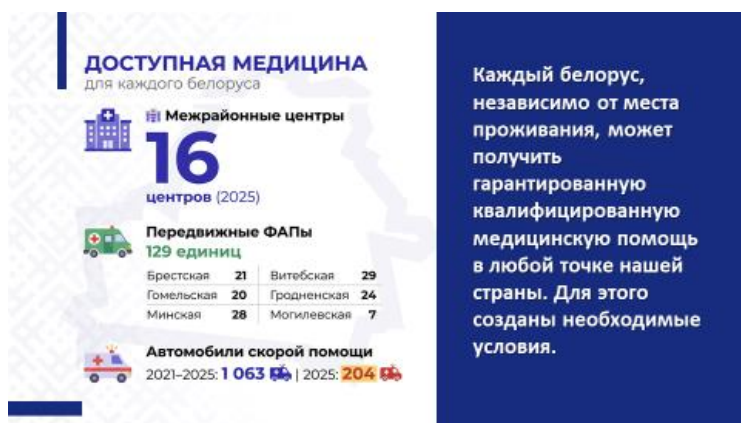 ДОСТУПНАЯ МЕДИЦИНА
для каждого белоруса
Межрайонные центры
16
центров (2025)
Передвижные ФАПы
129 единиц
Брестская 21 Витебская 29
Гомельская 20 Гродненская 24
Минская 28 Могилевская 7
Автомобили скорой помощи
2021–2025: 1 063 | 2025: 204
Каждый белорус,
независимо от места
проживания, может
получить
гарантированную
квалифицированную
медицинскую помощь
в любой точке нашей
страны. Для этого
созданы необходимые
условия.